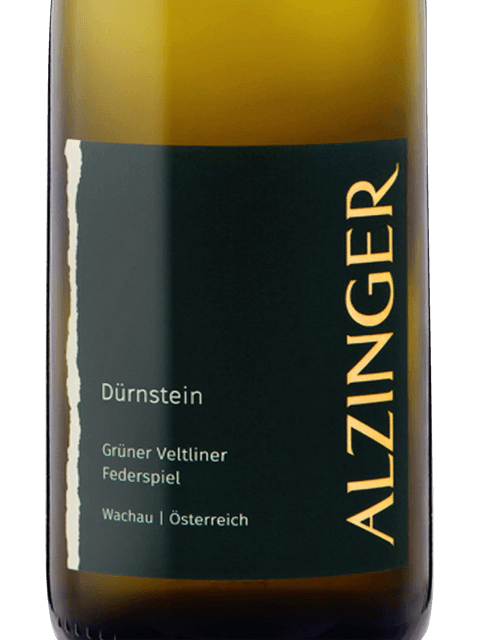 Dürnstein
Grüner Veltliner
Federspiel
Wachau | Österreich
ALZINGER